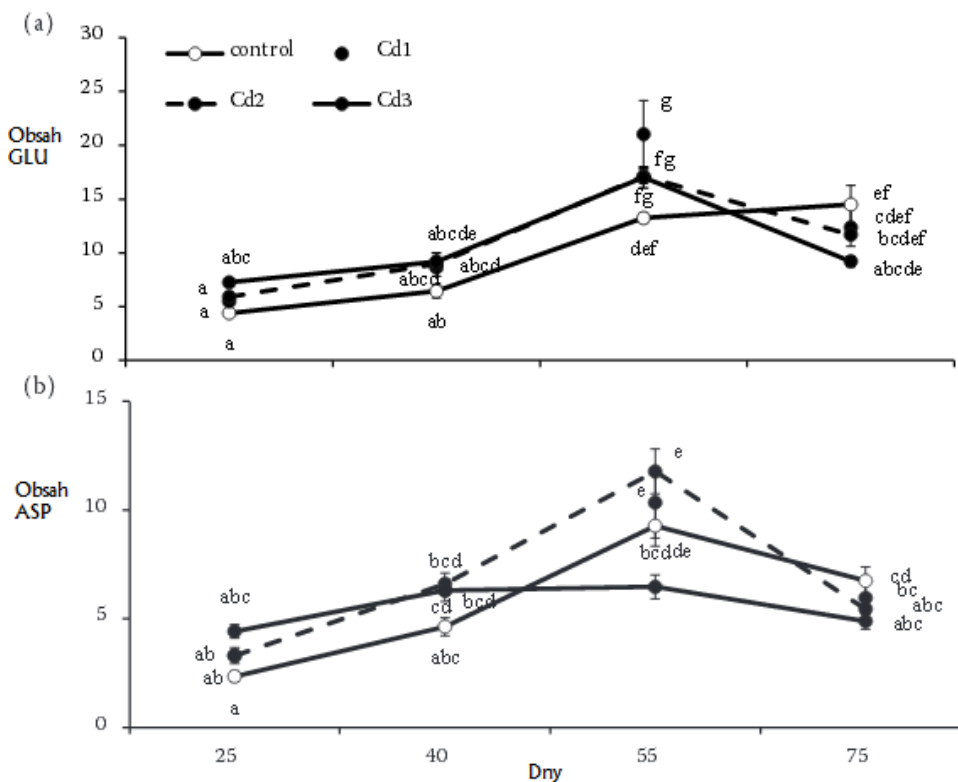 (a)
30
control
Cd1
Cd2
Cd3
25
20
15
10
5
0
Obsah
GLU
abc
a
a
a
abcde
abcd
abcd
ab
g
fg
fg
def
ef
cdef
bcdef
abcde
(b)
15
10
5
0
Obsah
ASP
abc
ab
ab
a
bcd
cd
bcd
abc
e
e
bcdde
cd
bc
abc
abc
25
40
55
75
Dny